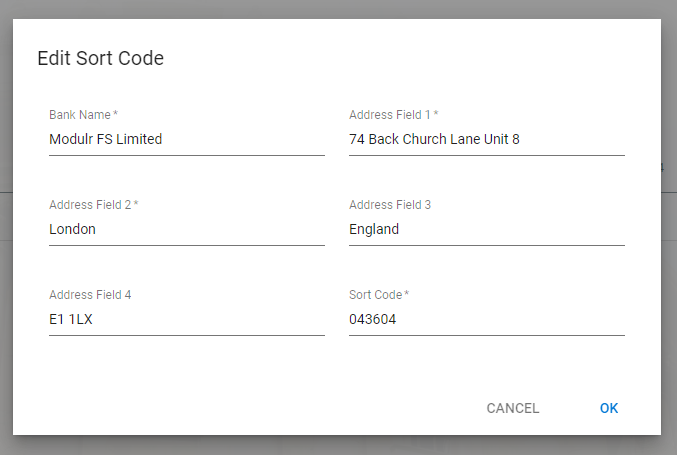 Edit Sort Code
Bank Name *
Address Field 1 *
Modulr FS Limited
74 Back Church Lane Unit 8
Address Field 2 *
Address Field 3
London
England
Address Field 4
Sort Code *
E1 1LX
043604
CANCEL
OK